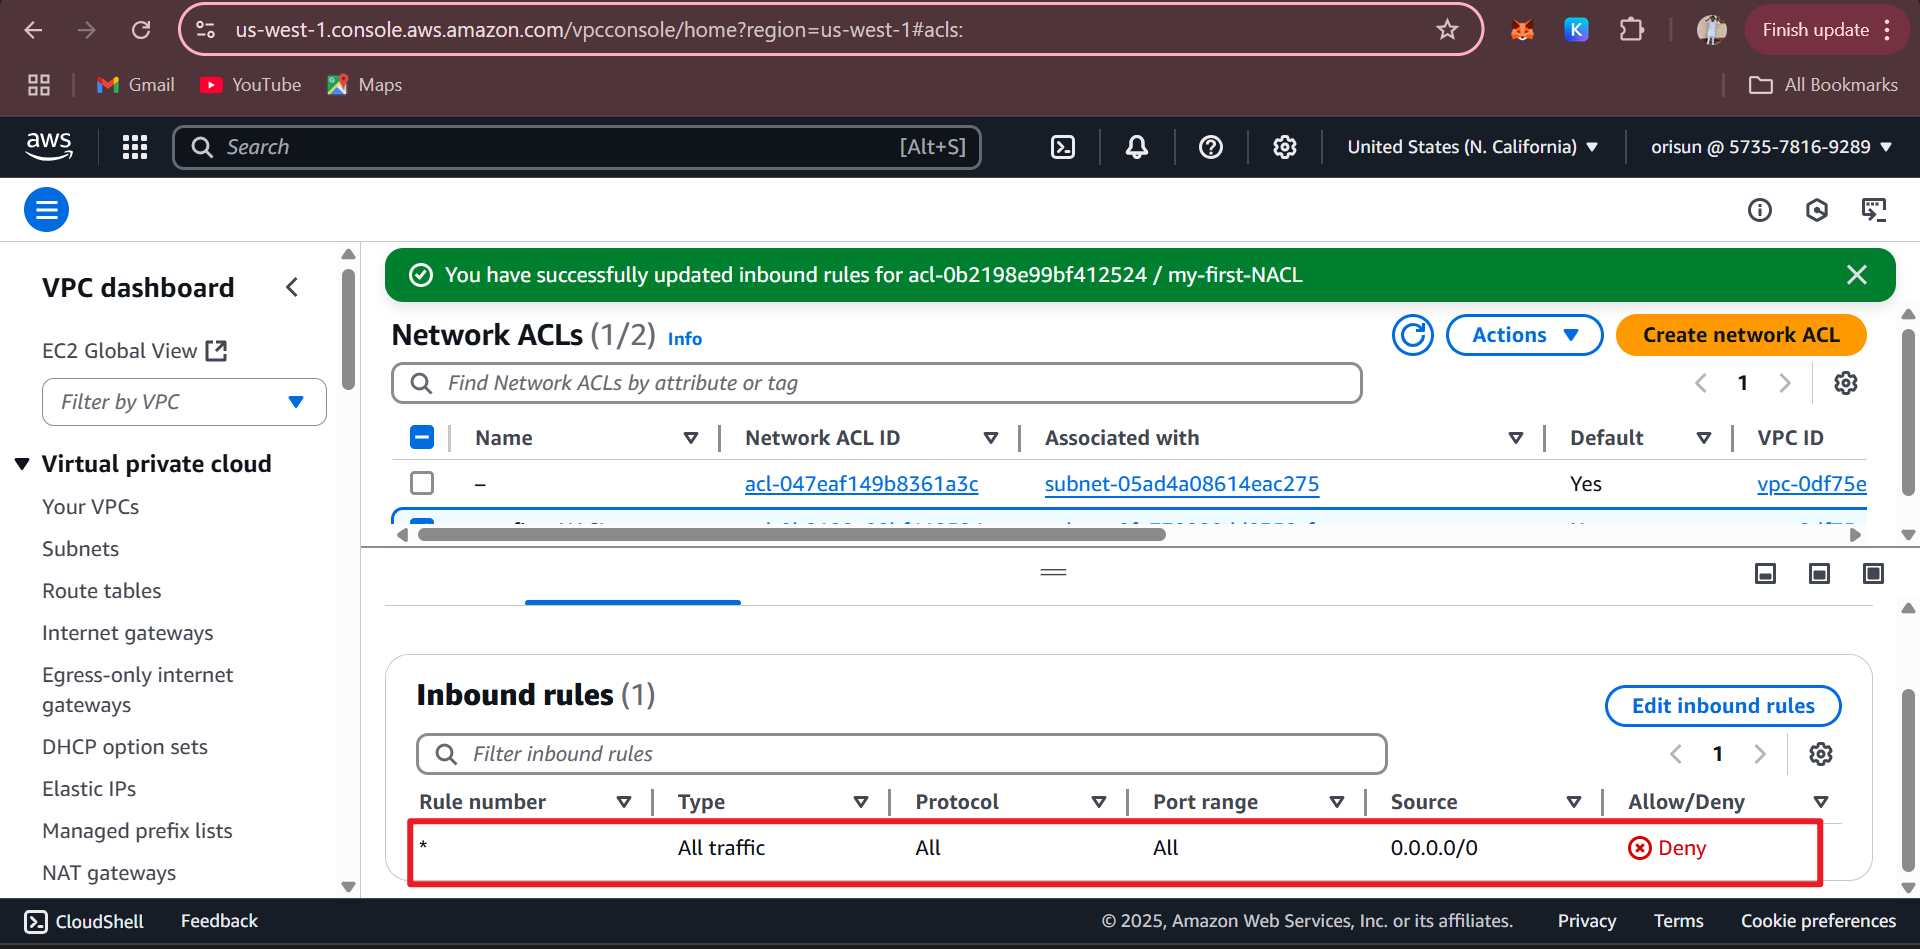 us-west-1.console.aws.amazon.com/vpcconsole/home?region=us-west-1#acls:
K
Finish update
Gmail
YouTube
Maps
All Bookmarks
aws
Search
[Alt+S]
United States (N. California)
orisun @ 5735-7816-9289
VPC dashboard
EC2 Global View
Filter by VPC
Virtual private cloud
Your VPCs
Subnets
Route tables
Internet gateways
Egress-only internet
gateways
DHCP option sets
Elastic IPs
Managed prefix lists
NAT gateways
You have successfully updated inbound rules for acl-0b2198e99bf412524 / my-first-NACL
Network ACLs (1/2) Info
Actions
Create network ACL
Find Network ACLs by attribute or tag
1
Name Network ACL ID Associated with Default VPC ID
– acl-047eaf149b8361a3c subnet-05ad4a08614eac275 Yes vpc-0df75e
Inbound rules (1)
Edit inbound rules
Filter inbound rules
1
Rule number Type Protocol Port range Source Allow/Deny
* All traffic All All 0.0.0.0/0 Deny
CloudShell Feedback © 2025, Amazon Web Services, Inc. or its affiliates. Privacy Terms Cookie preferences